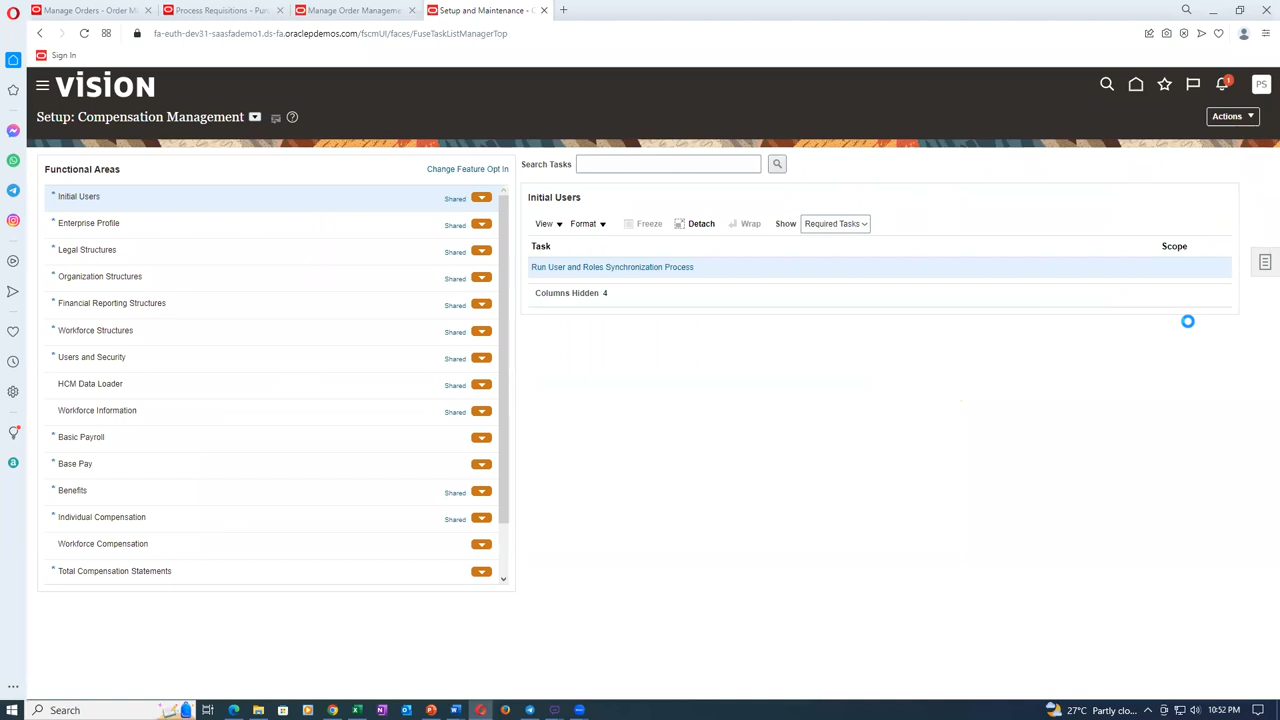 Manage Orders - Order M
Process Requisitions - Pur
Manage Order Manageme
Setup and Maintenance - C
fa-euth-dev31-saasfademo1.ds-fa.oraclepdemos.com/fscmUI/faces/FuseTaskListManagerTop
Sign In
VISION
1
PS
Setup: Compensation Management
Actions
Functional Areas
Change Feature Opt In
Search Tasks
* Initial Users Shared
* Enterprise Profile Shared
* Legal Structures Shared
* Organization Structures Shared
* Financial Reporting Structures Shared
* Workforce Structures Shared
* Users and Security Shared
HCM Data Loader Shared
Workforce Information Shared
* Basic Payroll
* Base Pay
* Benefits Shared
* Individual Compensation Shared
Workforce Compensation
* Total Compensation Statements
Initial Users
View Format Freeze Detach Wrap Show Required Tasks
Task Scope
Run User and Roles Synchronization Process
Columns Hidden 4
Search
27°C Partly clo...
10:52 PM